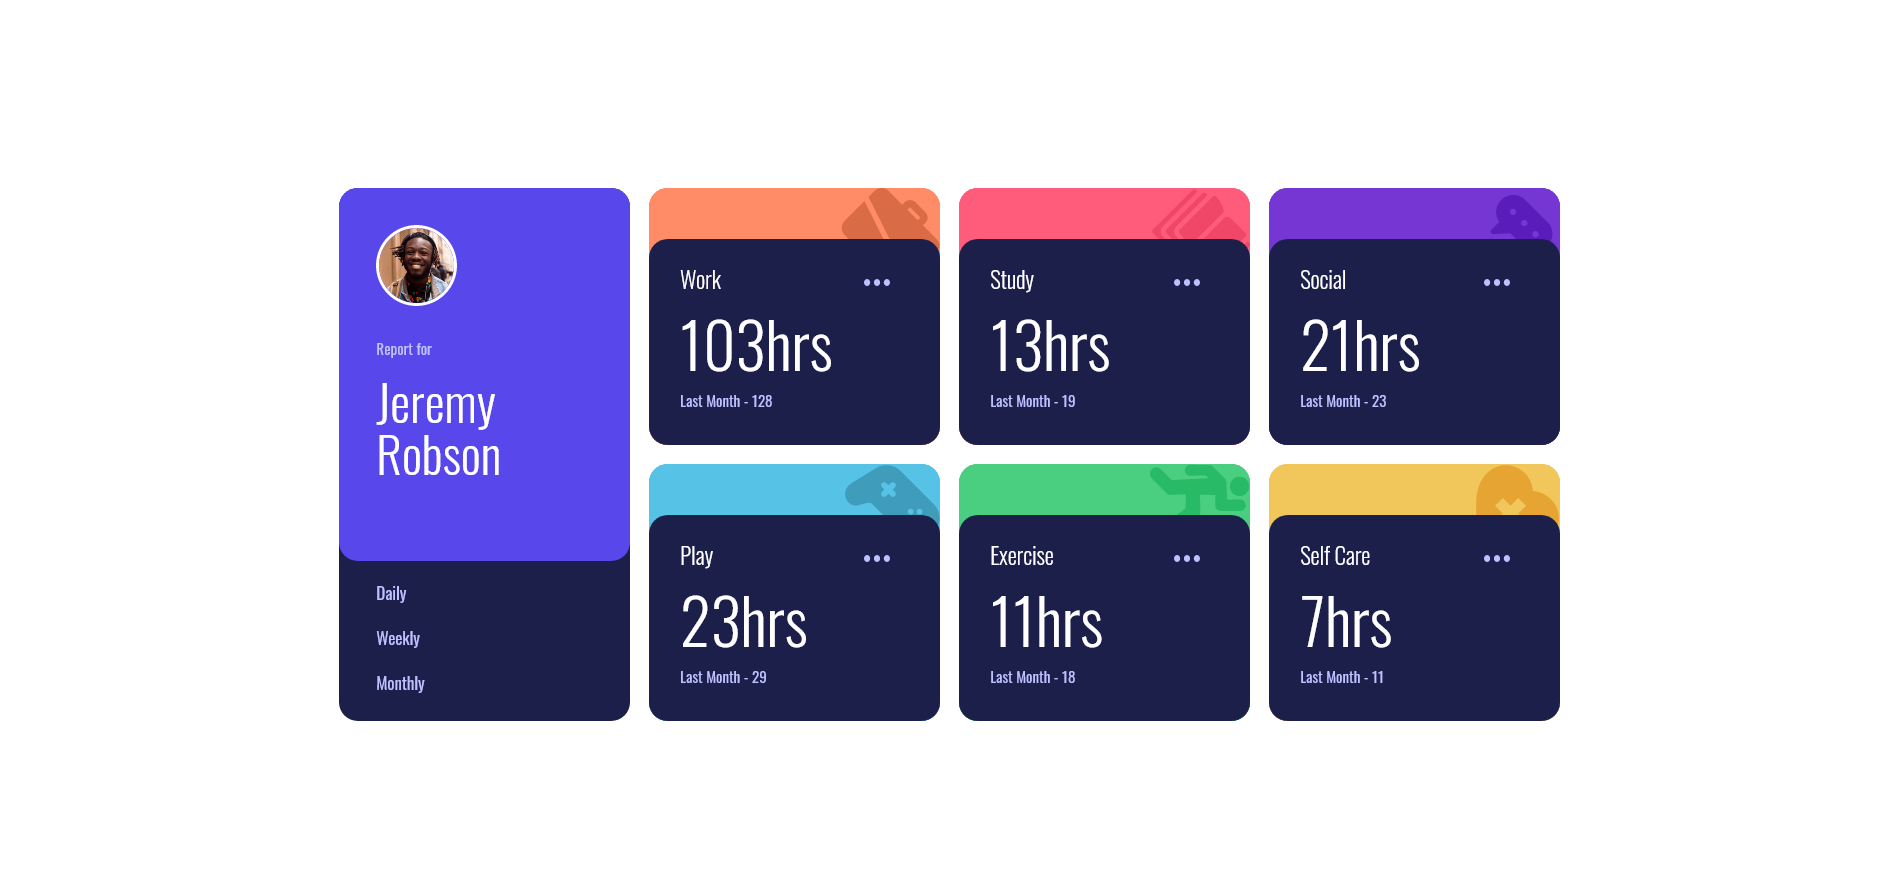 Report for
Jeremy
Robson
Daily
Weekly
Monthly
Work
103hrs
Last Month - 128
Study
13hrs
Last Month - 19
Social
21hrs
Last Month - 23
Play
23hrs
Last Month - 29
Exercise
11hrs
Last Month - 18
Self Care
7hrs
Last Month - 11